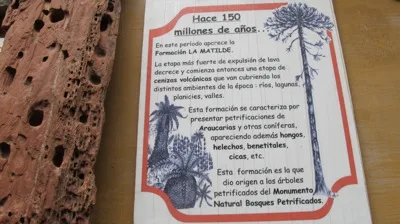 Hace 150
millones de años..
En este período aprcece la
Formación LA MATILDE.
La etapa más fuerte de expulsión de lava
decrece y comienza entonces una etapa de
cenizas volcánicas que van cubriendo los
distintos ambientes de la época : ríos, lagunas,
planicies, valles.
Esta formación se caracteriza por
presentar petrificaciones de
Araucarias y otras coníferas,
apareciendo además hongos,
helechos, benetitales,
cicas, etc.
Esta formación es la que
dio origen a los árboles
petrificados del Monumento
Natural Bosques Petrificados.